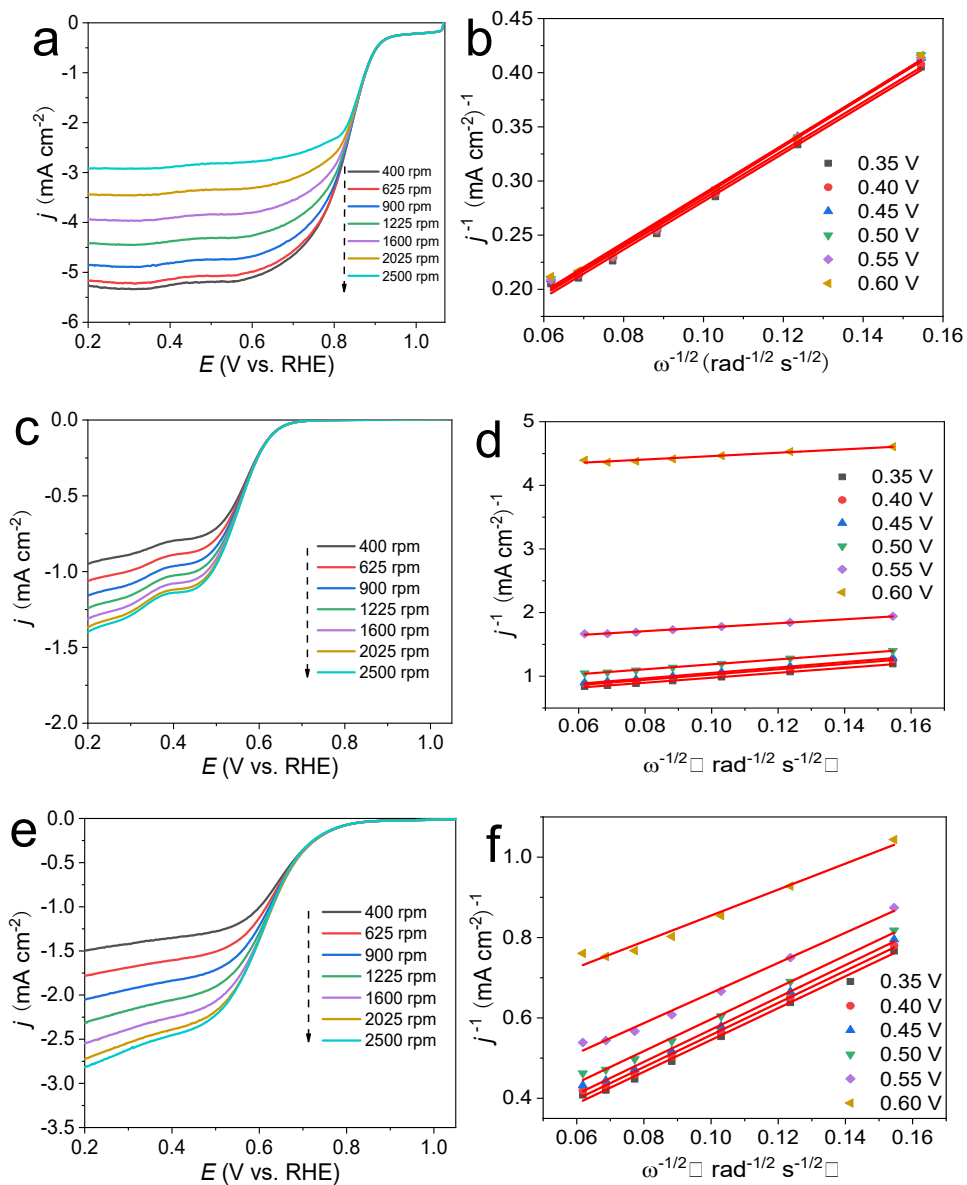 a
0
-1
-2
-3
-4
-5
-6
j (mA cm-2)
400 rpm
625 rpm
900 rpm
1225 rpm
1600 rpm
2025 rpm
2500 rpm
0.2 0.4 0.6 0.8 1.0
E (V vs. RHE)
b
0.45
0.40
0.35
0.30
0.25
0.20
j-1 (mA cm-2)-1
0.35 V
0.40 V
0.45 V
0.50 V
0.55 V
0.60 V
0.06 0.08 0.10 0.12 0.14 0.16
ω-1/2 (rad-1/2 s-1/2)
c
0.0
-0.5
-1.0
-1.5
-2.0
j (mA cm-2)
400 rpm
625 rpm
900 rpm
1225 rpm
1600 rpm
2025 rpm
2500 rpm
0.2 0.4 0.6 0.8 1.0
E (V vs. RHE)
d
5
4
3
2
1
j-1 (mA cm-2)-1
0.35 V
0.40 V
0.45 V
0.50 V
0.55 V
0.60 V
0.06 0.08 0.10 0.12 0.14 0.16
ω-1/2□ rad-1/2 s-1/2□
e
0.0
-0.5
-1.0
-1.5
-2.0
-2.5
-3.0
-3.5
j (mA cm-2)
400 rpm
625 rpm
900 rpm
1225 rpm
1600 rpm
2025 rpm
2500 rpm
0.2 0.4 0.6 0.8 1.0
E (V vs. RHE)
f
1.0
0.8
0.6
0.4
j-1 (mA cm-2)-1
0.35 V
0.40 V
0.45 V
0.50 V
0.55 V
0.60 V
0.06 0.08 0.10 0.12 0.14 0.16
ω-1/2□ rad-1/2 s-1/2□